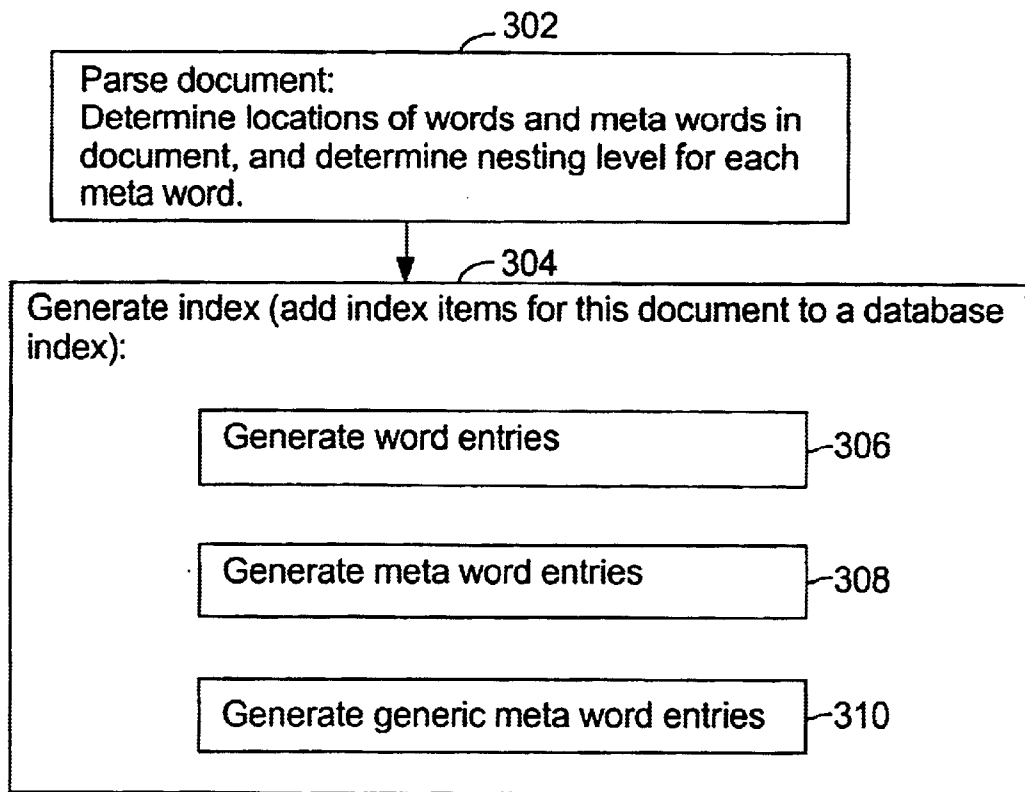 302
Parse document:
Determine locations of words and meta words in
document, and determine nesting level for each
meta word.
304
Generate index (add index items for this document to a database
index):
Generate word entries
306
Generate meta word entries
308
Generate generic meta word entries
310